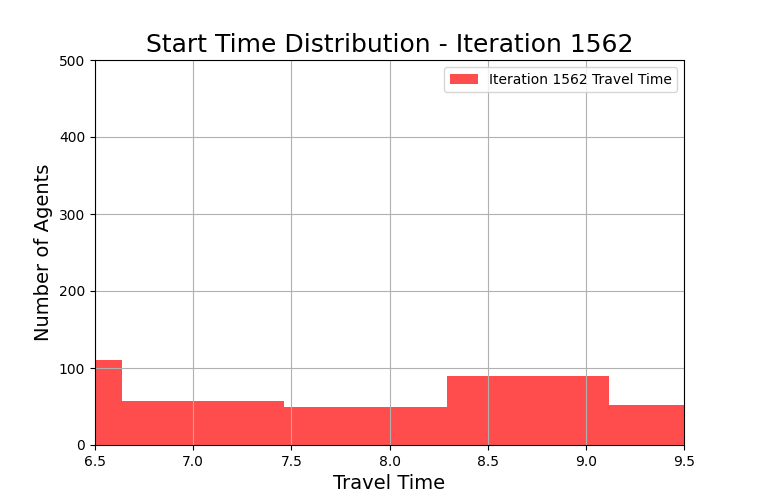 Start Time Distribution - Iteration 1562
Iteration 1562 Travel Time
Number of Agents
500
400
300
200
100
0
6.5 7.0 7.5 8.0 8.5 9.0 9.5
Travel Time